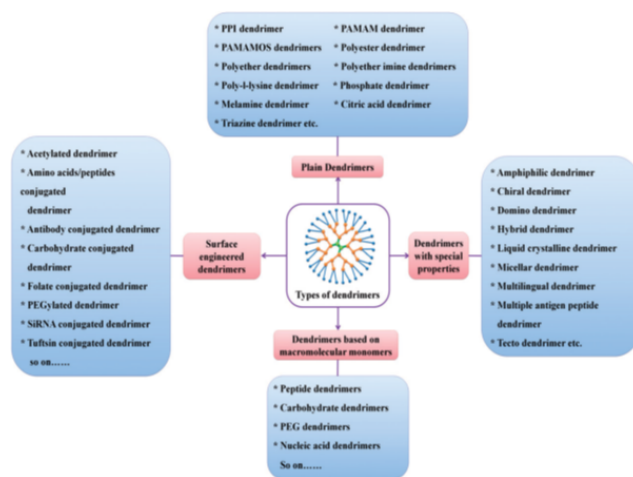 * PPI dendrimer
* PAMAMOS dendrimers
* Polyether dendrimers
* Poly-l-lysine dendrimer
* Melamine dendrimer
* Triazine dendrimer etc.
* PAMAM dendrimer
* Polyester dendrimer
* Polyether imine dendrimers
* Phosphate dendrimer
* Citric acid dendrimer
Plain Dendrimers
* Acetylated dendrimer
* Amino acids/peptides
conjugated
dendrimer
* Antibody conjugated dendrimer
* Carbohydrate conjugated
dendrimer
* Folate conjugated dendrimer
* PEGylated dendrimer
* SiRNA conjugated dendrimer
* Tuftsin conjugated dendrimer
so on......
Surface
engineered
dendrimers
Types of dendrimers
Dendrimers
with special
properties
* Amphiphilic dendrimer
* Chiral dendrimer
* Domino dendrimer
* Hybrid dendrimer
* Liquid crystalline dendrimer
* Micellar dendrimer
* Multilingual dendrimer
* Multiple antigen peptide
dendrimer
* Tecto dendrimer etc.
Dendrimers based on
macromolecular monomers
* Peptide dendrimers
* Carbohydrate dendrimers
* PEG dendrimers
* Nucleic acid dendrimers
So on......